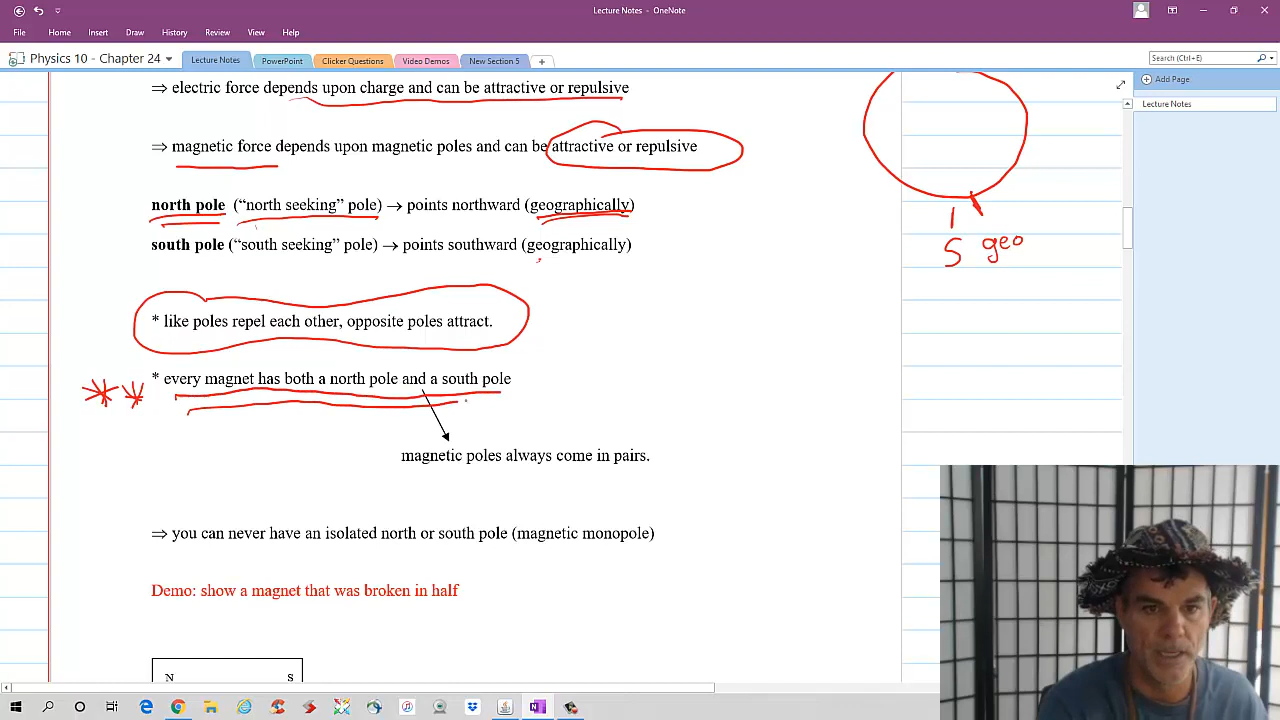 Lecture Notes - OneNote
File Home Insert Draw History Review View Help
Physics 10 - Chapter 24 Lecture Notes PowerPoint Clicker Questions Video Demos New Section 5 Search (Ctrl+E)
Add Page
Lecture Notes
⇒ electric force depends upon charge and can be attractive or repulsive
⇒ magnetic force depends upon magnetic poles and can be attractive or repulsive
north pole (“north seeking” pole) → points northward (geographically)
south pole (“south seeking” pole) → points southward (geographically)
S geo
* like poles repel each other, opposite poles attract.
* every magnet has both a north pole and a south pole
magnetic poles always come in pairs.
⇒ you can never have an isolated north or south pole (magnetic monopole)
Demo: show a magnet that was broken in half
N S